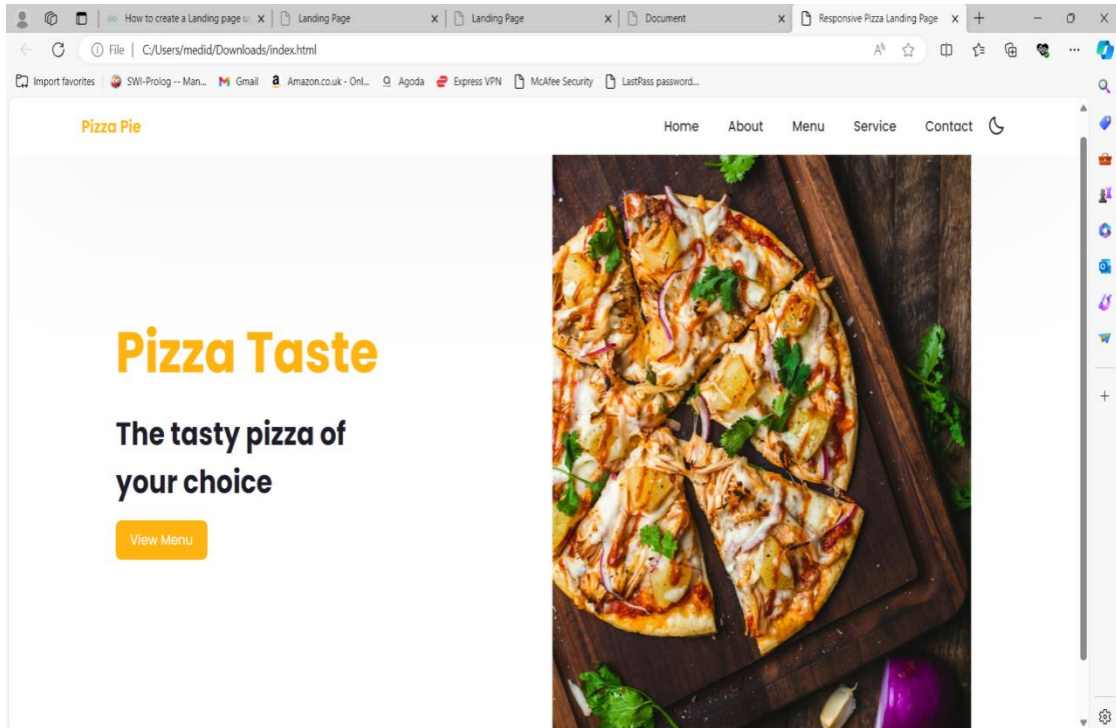 How to create a Landing page u
Landing Page
Landing Page
Document
Responsive Pizza Landing Page
File | C:/Users/medid/Downloads/index.html
Import favorites
SWI-Prolog -- Man...
Gmail
Amazon.co.uk - Onl...
Agoda
Express VPN
McAfee Security
LastPass password...
Pizza Pie
Home About Menu Service Contact
Pizza Taste
The tasty pizza of
your choice
View Menu